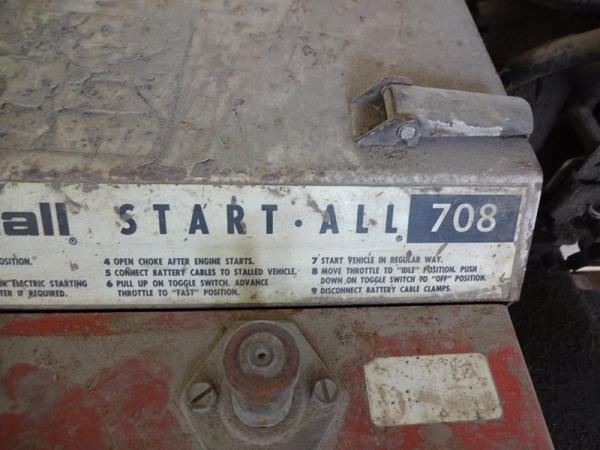 all® START·ALL® 708
OSITION.
OR ELECTRIC STARTING
TER IF REQUIRED.
4 OPEN CHOKE AFTER ENGINE STARTS.
5 CONNECT BATTERY CABLES TO STALLED VEHICLE.
6 PULL UP ON TOGGLE SWITCH. ADVANCE
THROTTLE TO "FAST" POSITION.
7 START VEHICLE IN REGULAR WAY.
8 MOVE THROTTLE TO "IDLE" POSITION. PUSH
DOWN ON TOGGLE SWITCH TO "OFF" POSITION.
9 DISCONNECT BATTERY CABLE CLAMPS.